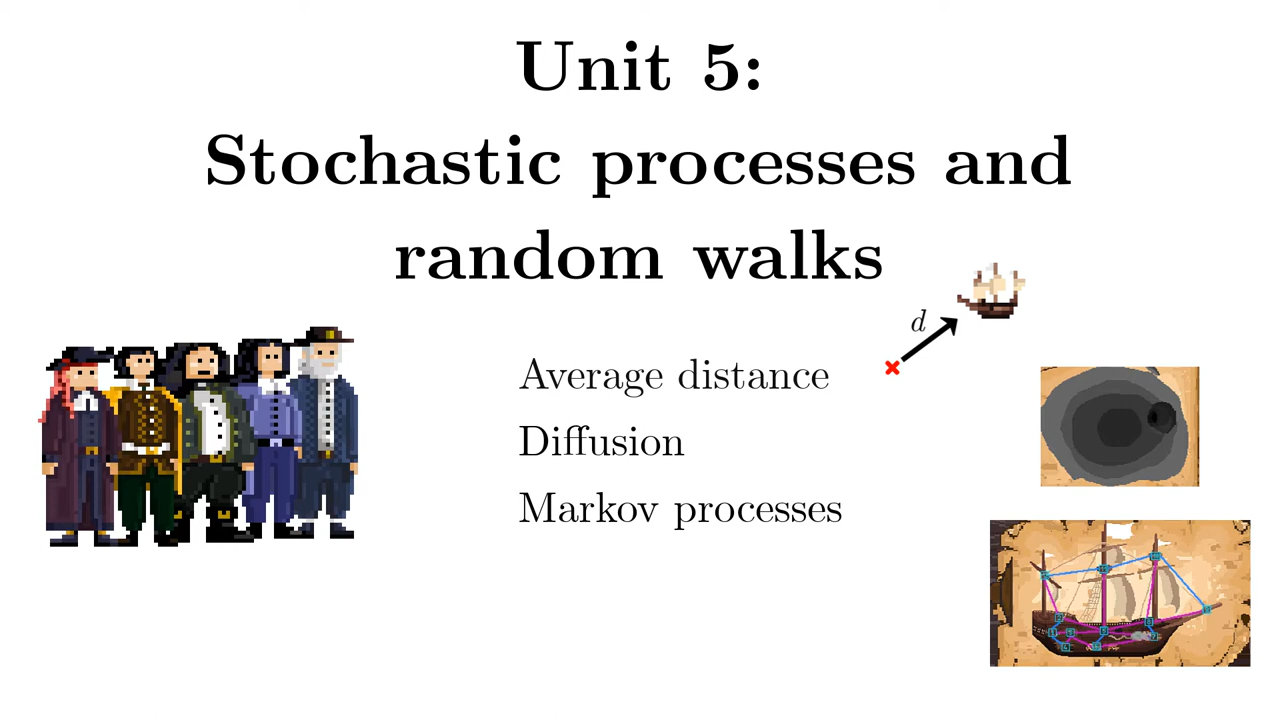 Unit 5:
Stochastic processes and
random walks
d
Average distance
Diffusion
Markov processes